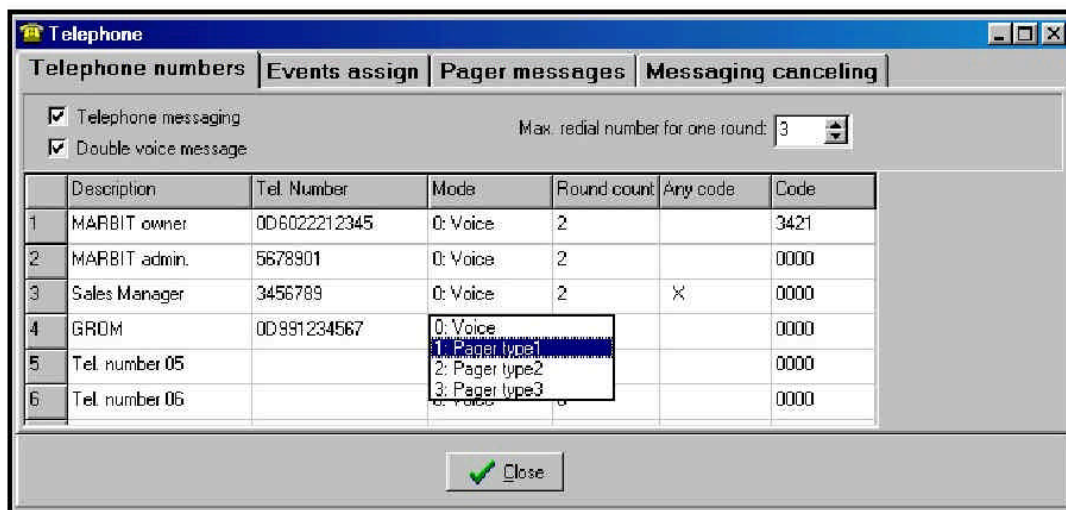 Telephone
Telephone numbers Events assign Pager messages Messaging canceling
Telephone messaging
Max. redial number for one round: 3
Double voice message
Description Tel. Number Mode Round count Any code Code
1 MARBIT owner 0D6022212345 0: Voice 2 3421
2 MARBIT admin. 5678901 0: Voice 2 0000
3 Sales Manager 3456789 0: Voice 2 X 0000
4 GROM 0D991234567 0: Voice 0000
1: Pager type1
5 Tel. number 05 2: Pager type2 0000
3: Pager type3
6 Tel. number 06 0000
Close